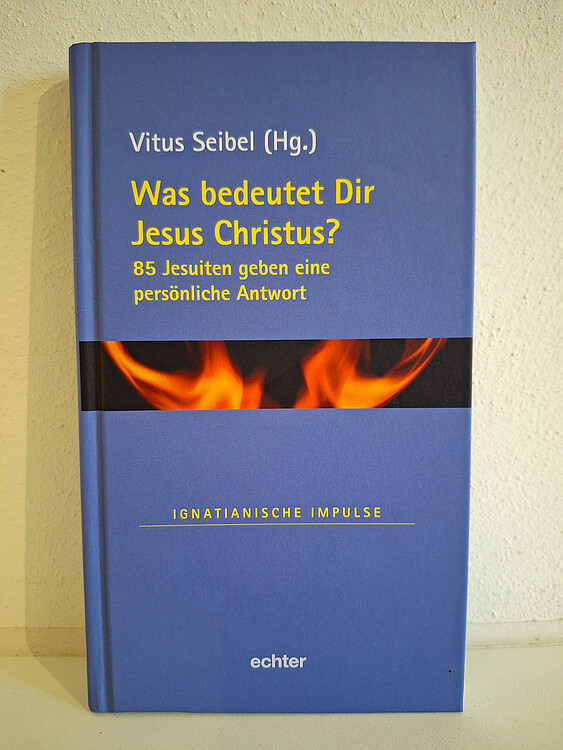 Vitus Seibel (Hg.)
Was bedeutet Dir
Jesus Christus?
85 Jesuiten geben eine
persönliche Antwort
IGNATIANISCHE IMPULSE
echter